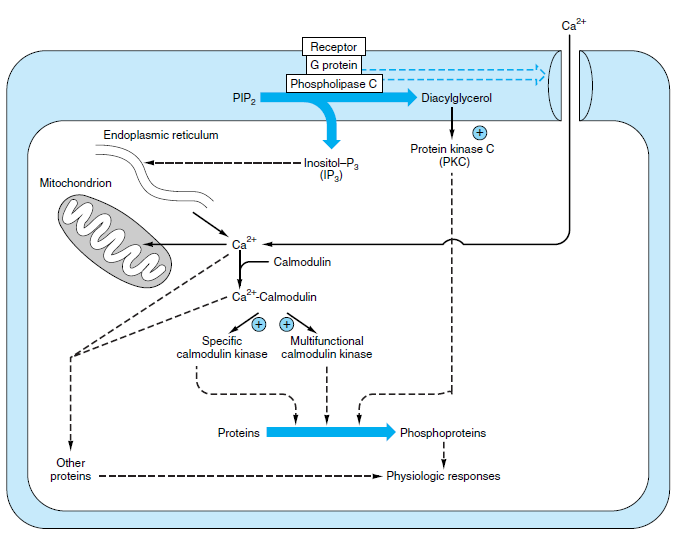 Ca2+
Receptor
G protein
Phospholipase C
PIP2
Diacylglycerol
+
Endoplasmic reticulum
Protein kinase C
(PKC)
Inositol–P3
(IP3)
Mitochondrion
Ca2+
Calmodulin
Ca2+-Calmodulin
+ +
Specific
calmodulin kinase
Multifunctional
calmodulin kinase
Proteins
Phosphoproteins
Other
proteins
Physiologic responses